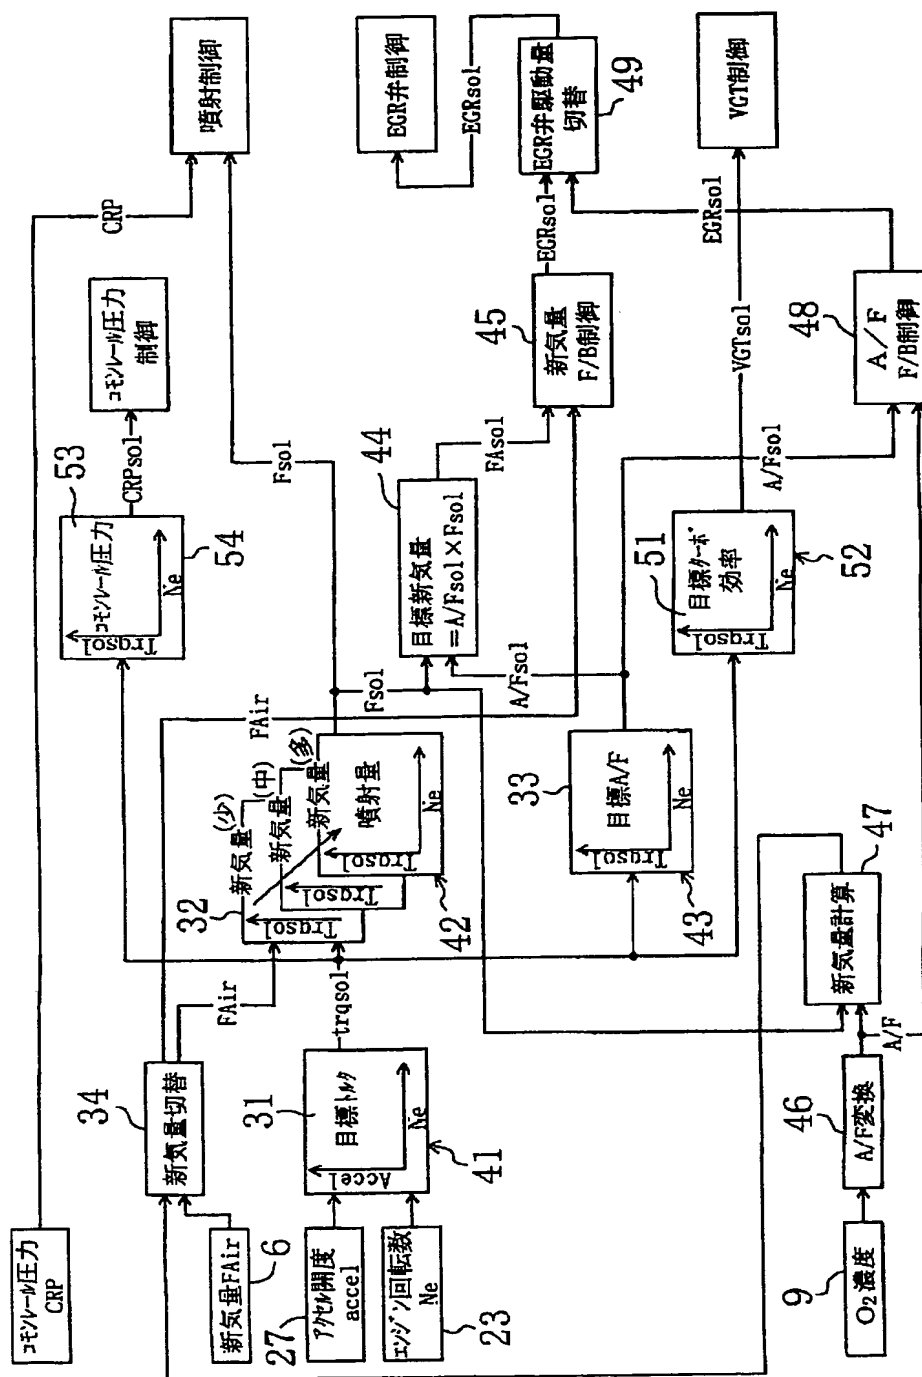 コモンレール圧力
CRP
新気量FAir
6
アクセル開度
accel
27
エンジン回転数
Ne
23
O₂濃度
9
新気量切替
34
目標トルク
31
Accel
Ne
41
A/F変換
46
A/F
新気量計算
47
FAir
trqsol
32
新気量(少)
新気量(中)
新気量(多)
噴射量
Trqsol
Trqsol
Trqsol
Ne
42
目標A/F
33
Trqsol
Ne
43
FAir
Fsol
A/Fsol
コモンレール圧力
53
Trqsol
Ne
54
目標新気量
=A/Fsol×Fsol
44
目標ターボ
効率
51
Trqsol
Ne
52
CRPsol
コモンレール圧力
制御
Fsol
FAsol
新気量
F/B制御
45
A/Fsol
VGTsol
A/F
F/B制御
48
CRP
EGRsol
EGRsol
噴射制御
EGR弁制御
EGRsol
EGR弁駆動量
切替
49
VGT制御